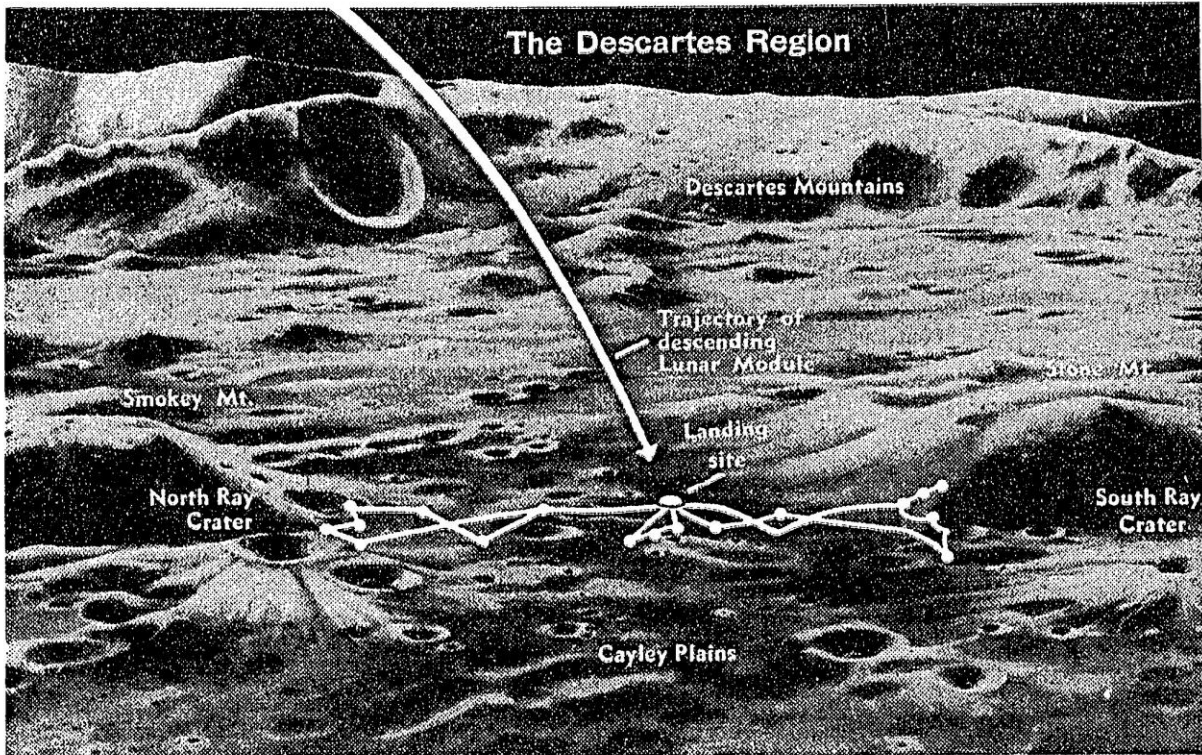 The Descartes Region
Descartes Mountains
Trajectory of
descending
Lunar Module
Stone Mt.
Smokey Mt.
Landing
site
North Ray
Crater
South Ray
Crater
Cayley Plains